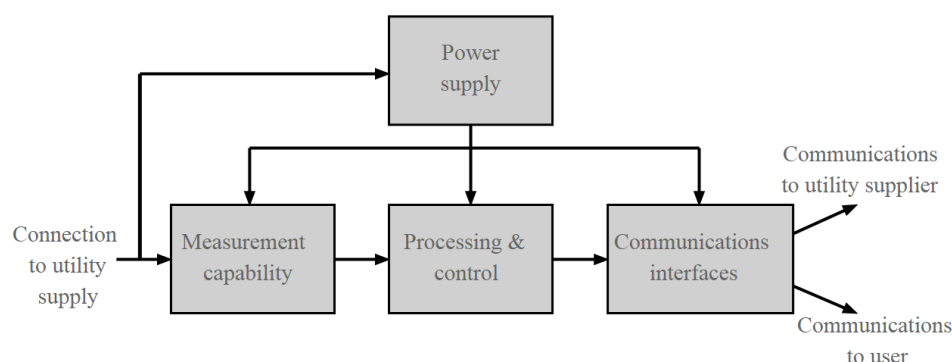 Power
supply
Communications
to utility supplier
Connection
to utility
supply
Measurement
capability
Processing &
control
Communications
interfaces
Communications
to user